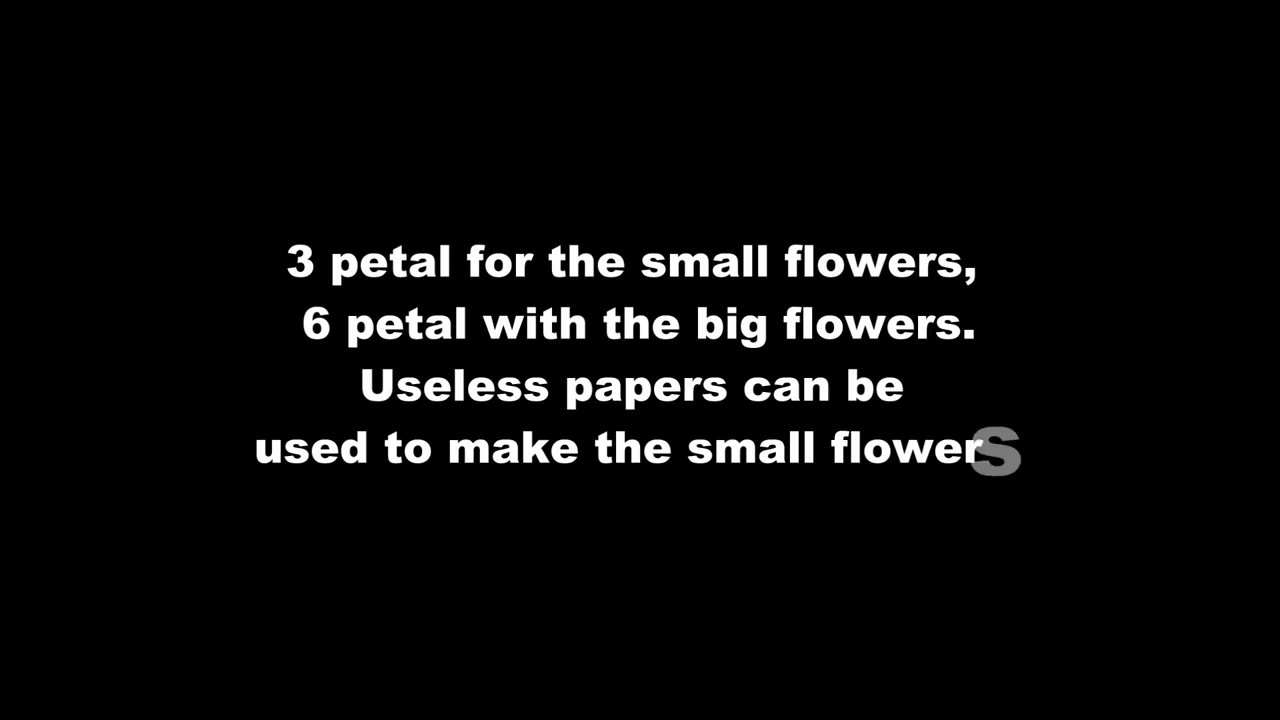 3 petal for the small flowers,
6 petal with the big flowers.
Useless papers can be
used to make the small flowers